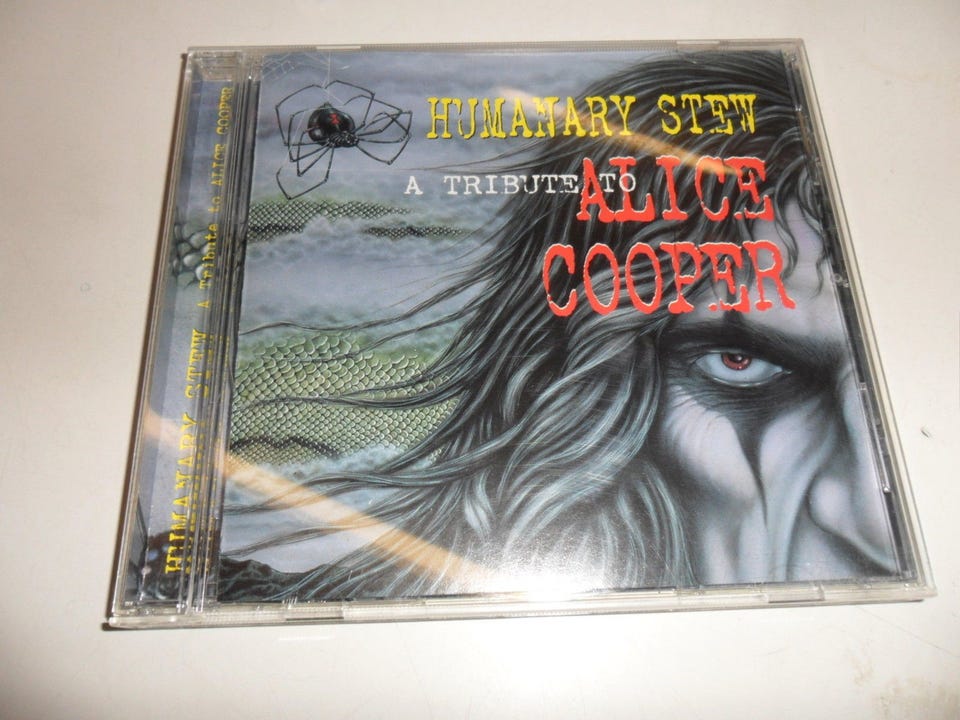 HUMANARY STEW
A TRIBUTE TO
ALICE
COOPER
HUMANARY STEW A Tribute to ALICE COOPER